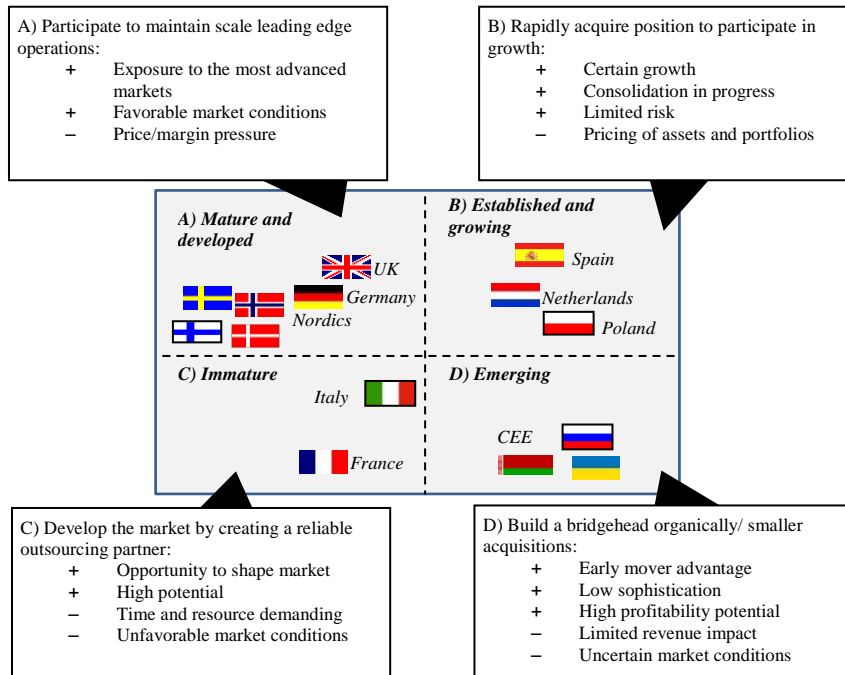 A) Participate to maintain scale leading edge
operations:
+ Exposure to the most advanced
markets
+ Favorable market conditions
− Price/margin pressure
B) Rapidly acquire position to participate in
growth:
+ Certain growth
+ Consolidation in progress
+ Limited risk
− Pricing of assets and portfolios
A) Mature and
developed
UK
Germany
Nordics
B) Established and
growing
Spain
Netherlands
Poland
C) Immature
Italy
France
D) Emerging
CEE
C) Develop the market by creating a reliable
outsourcing partner:
+ Opportunity to shape market
+ High potential
− Time and resource demanding
− Unfavorable market conditions
D) Build a bridgehead organically/ smaller
acquisitions:
+ Early mover advantage
+ Low sophistication
+ High profitability potential
− Limited revenue impact
− Uncertain market conditions